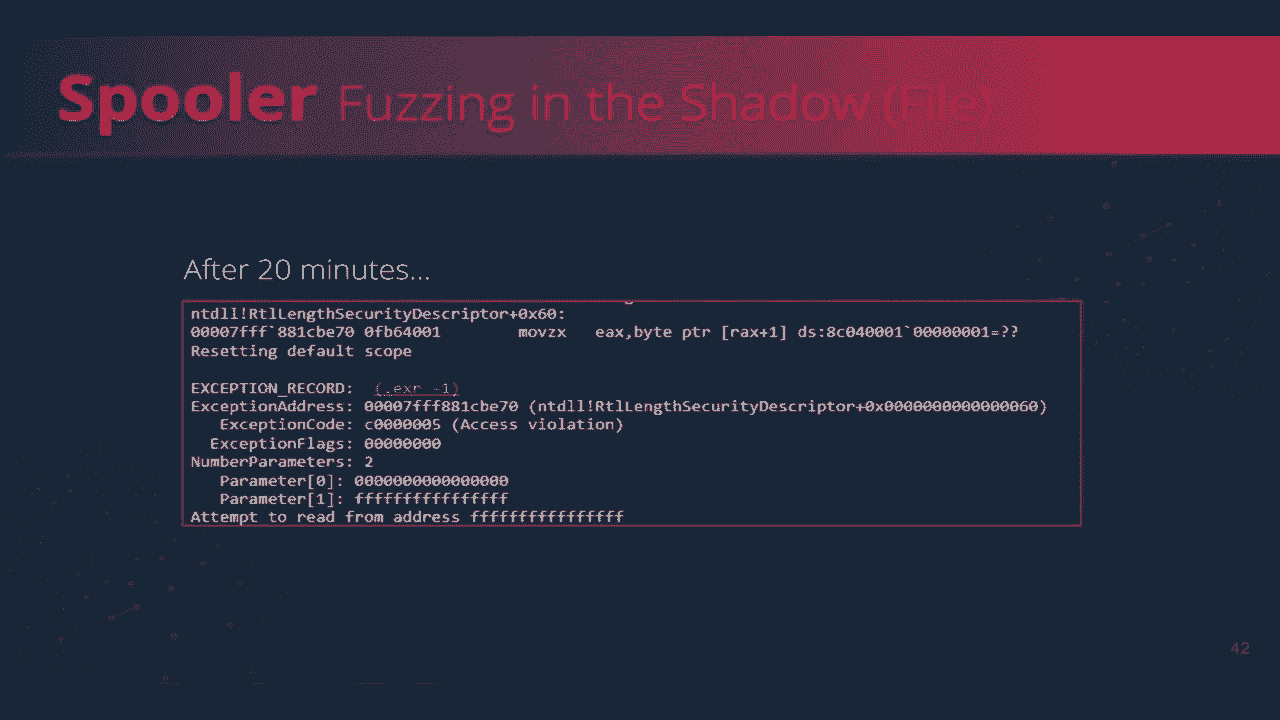 Spooler Fuzzing in the Shadow (File)
After 20 minutes...
ntdll!RtlLengthSecurityDescriptor+0x60:
00007fff`881cbe70 0fb64001 movzx eax,byte ptr [rax+1] ds:8c040001`00000001=??
Resetting default scope
EXCEPTION_RECORD: (.exr -1)
ExceptionAddress: 00007fff881cbe70 (ntdll!RtlLengthSecurityDescriptor+0x0000000000000060)
ExceptionCode: c0000005 (Access violation)
ExceptionFlags: 00000000
NumberParameters: 2
Parameter[0]: 0000000000000000
Parameter[1]: ffffffffffffffff
Attempt to read from address ffffffffffffffff
42